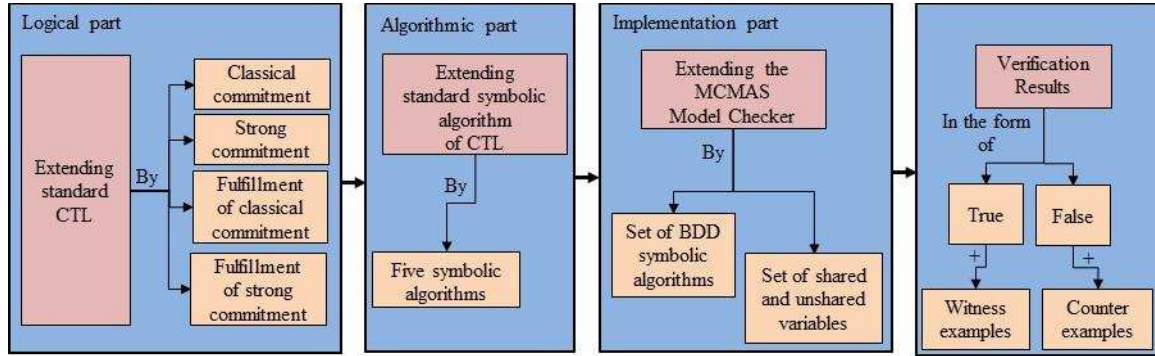 Logical part
Extending
standard
CTL
By
Classical
commitment
Strong
commitment
Fulfillment
of classical
commitment
Fulfillment
of strong
commitment
Algorithmic part
Extending
standard symbolic
algorithm
of CTL
By
Five symbolic
algorithms
Implementation part
Extending the
MCMAS
Model Checker
By
Set of BDD
symbolic
algorithms
Set of shared
and unshared
variables
Verification
Results
In the form
of
True
False
+
+
Witness
examples
Counter
examples